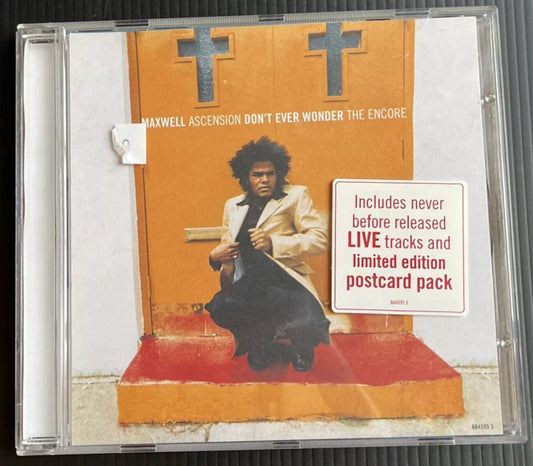 MAXWELL ASCENSION DON'T EVER WONDER THE ENCORE
Includes never
before released
LIVE tracks and
limited edition
postcard pack
664595 5
664595 5